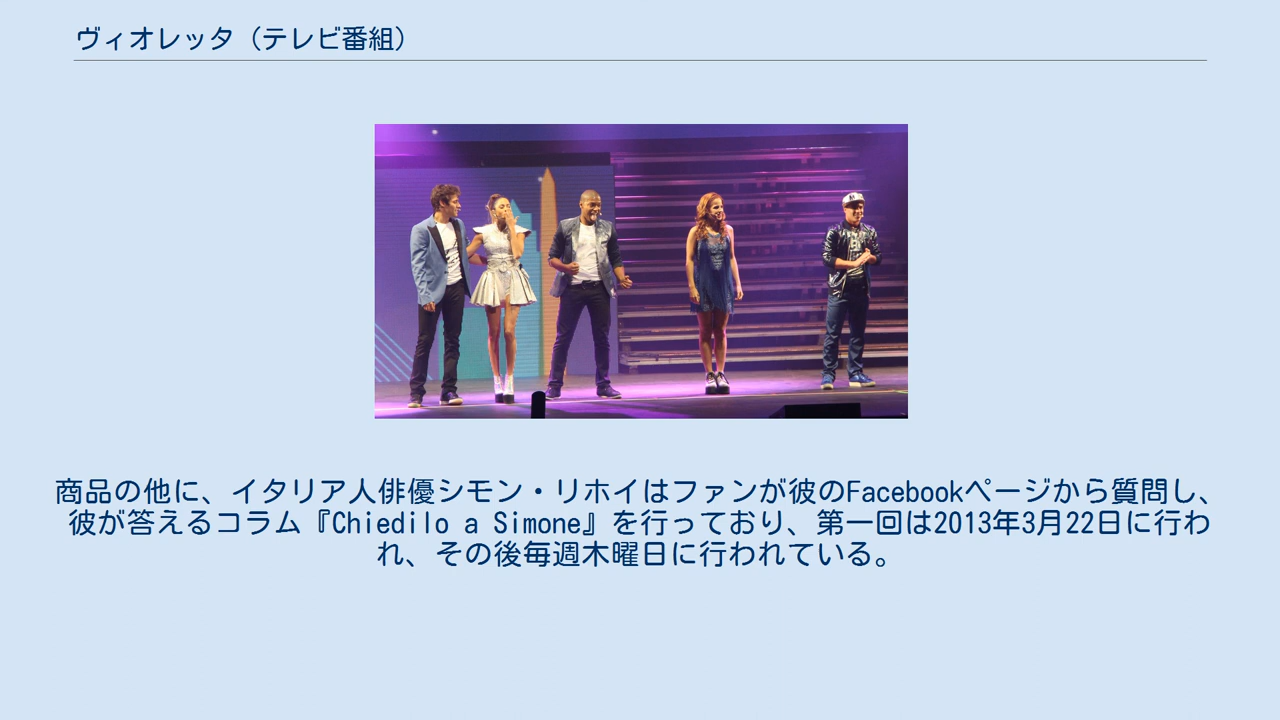 ヴィオレッタ（テレビ番組）
商品の他に、イタリア人俳優シモン・リホイはファンが彼のFacebookページから質問し、
彼が答えるコラム『Chiedilo a Simone』を行っており、第一回は2013年3月22日に行わ
れ、その後毎週木曜日に行われている。